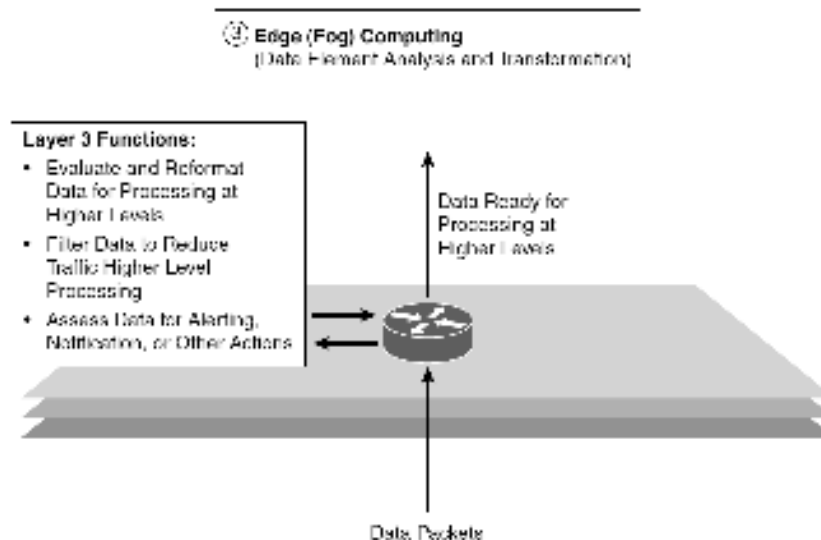 ③ Edge (Fog) Computing
(Data Element Analysis and Transformation)
Layer 3 Functions:
• Evaluate and Reformat
Data for Processing at
Higher Levels
• Filter Data to Reduce
Traffic Higher Level
Processing
• Assess Data for Alerting,
Notification, or Other Actions
Data Ready for
Processing at
Higher Levels
Data Packets